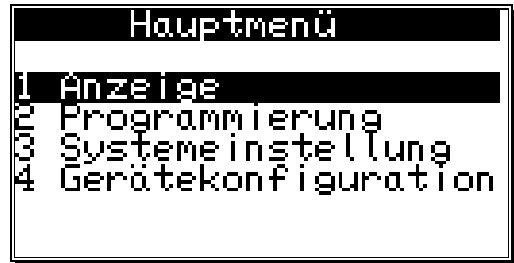 Hauptmenü
1 Anzeige
2 Programmierung
3 Systemeinstellung
4 Gerätekonfiguration